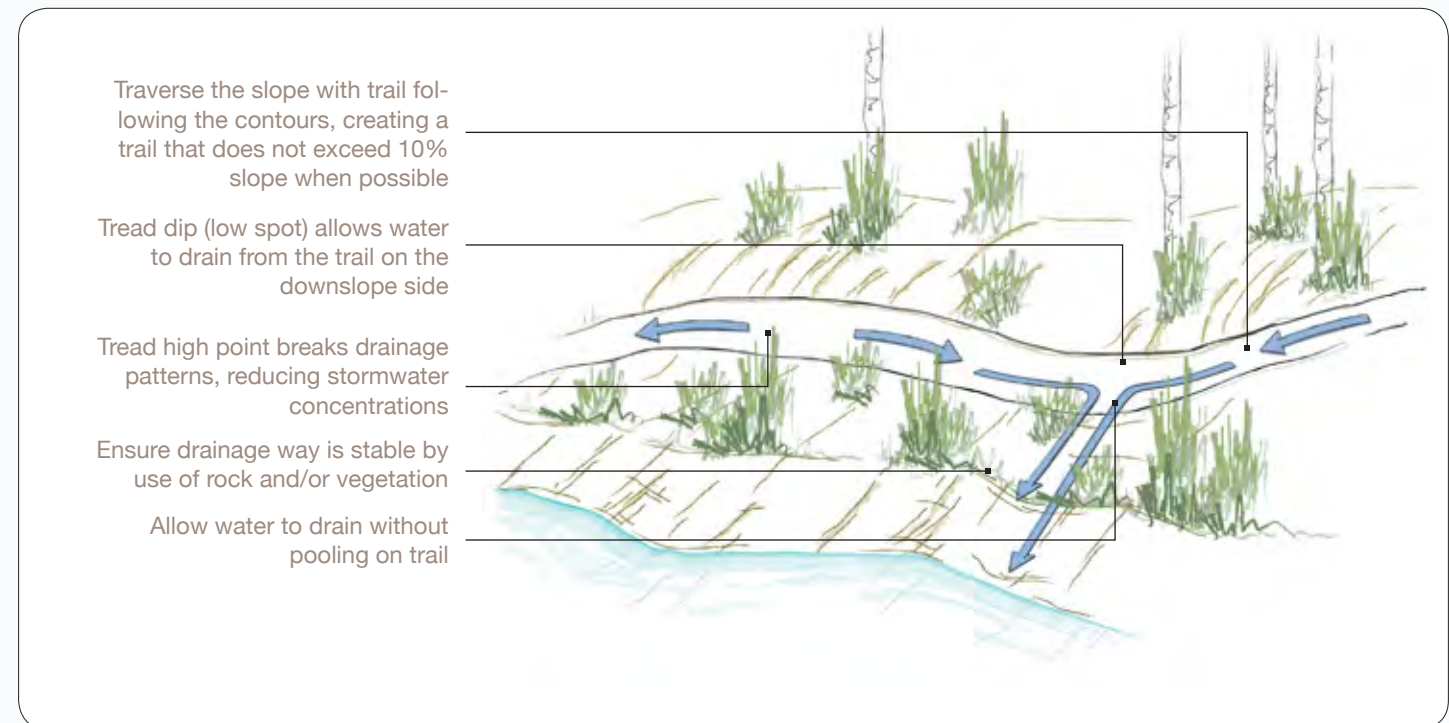 Traverse the slope with trail fol-
lowing the contours, creating a
trail that does not exceed 10%
slope when possible
Tread dip (low spot) allows water
to drain from the trail on the
downslope side
Tread high point breaks drainage
patterns, reducing stormwater
concentrations
Ensure drainage way is stable by
use of rock and/or vegetation
Allow water to drain without
pooling on trail